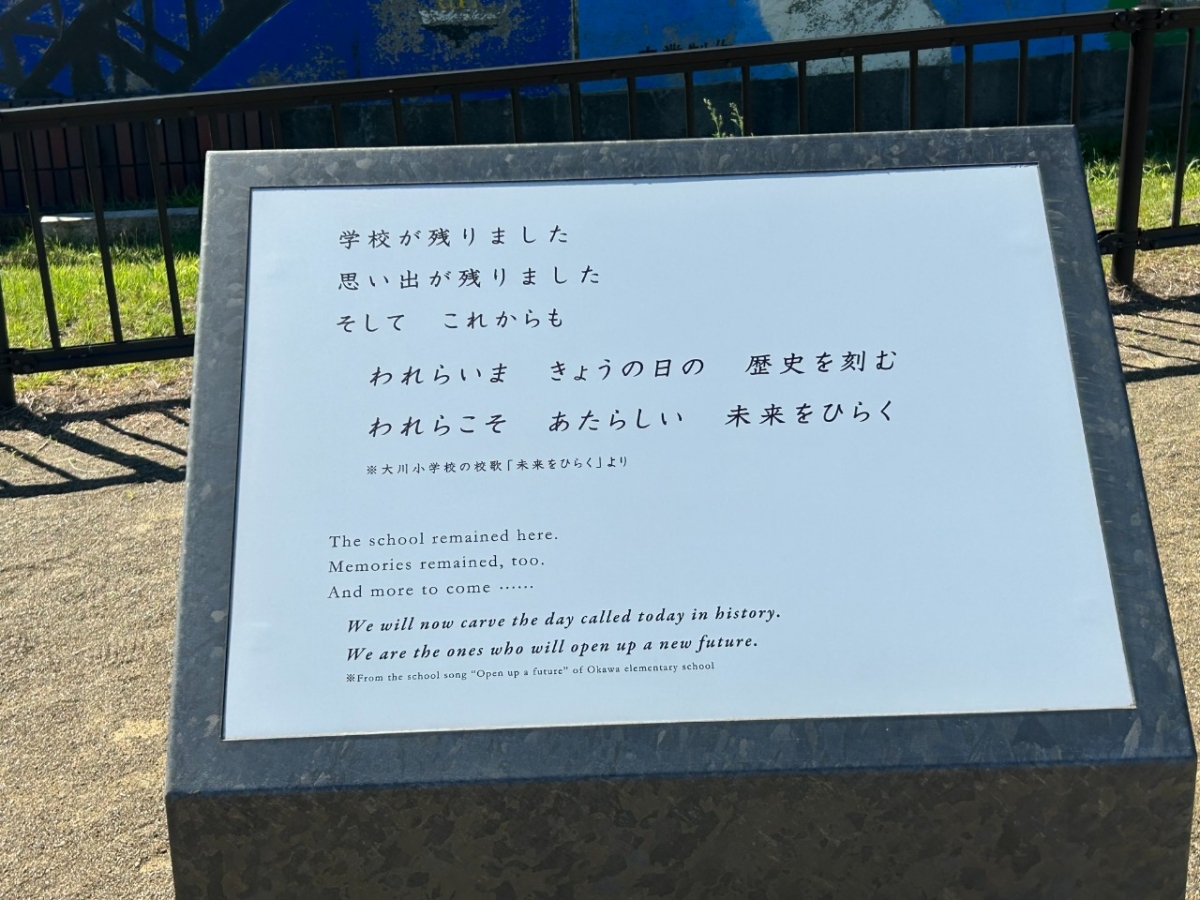 学校が残りました
思い出が残りました
そして　これからも
われらいま　きょうの日の　歴史を刻む
われらこそ　あたらしい　未来をひらく
※大川小学校の校歌「未来をひらく」より
The school remained here.
Memories remained, too.
And more to come ……
We will now carve the day called today in history.
We are the ones who will open up a new future.
※From the school song “Open up a future” of Okawa elementary school